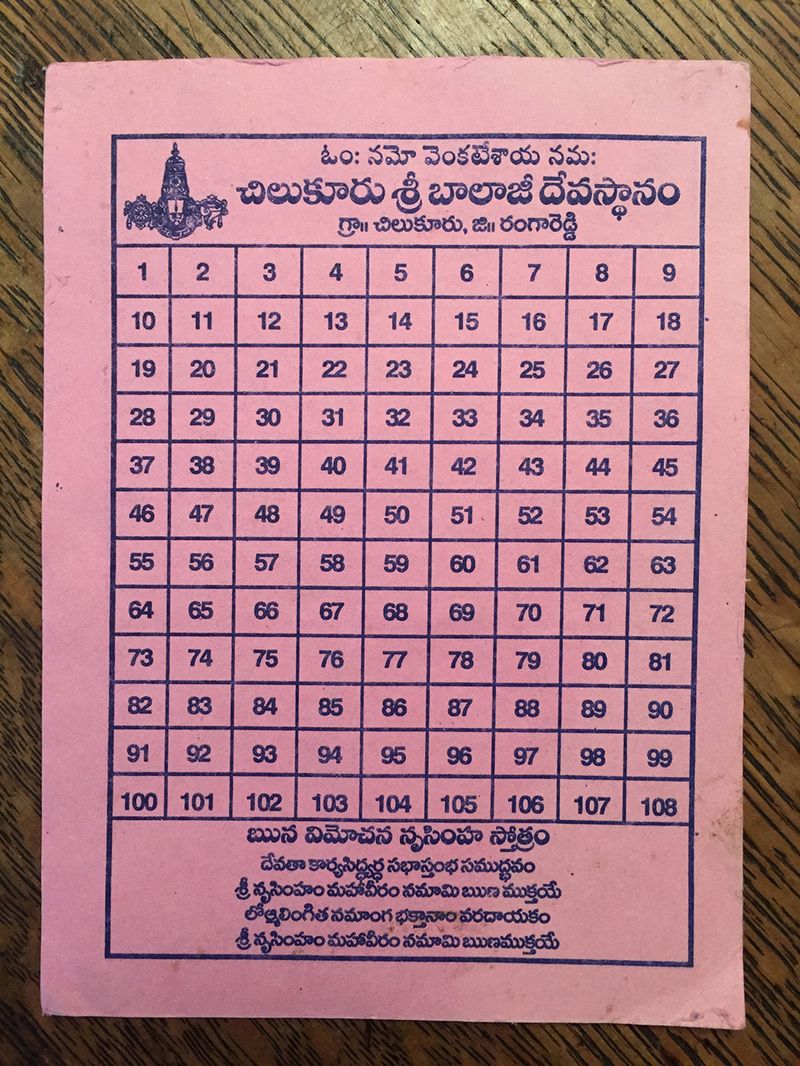 ఓం: నమో వెంకటేశాయ నమ:
చిలుకూరు శ్రీ బాలాజీ దేవస్థానం
గ్రా॥ చిలుకూరు, జి॥ రంగారెడ్డి
1 2 3 4 5 6 7 8 9
10 11 12 13 14 15 16 17 18
19 20 21 22 23 24 25 26 27
28 29 30 31 32 33 34 35 36
37 38 39 40 41 42 43 44 45
46 47 48 49 50 51 52 53 54
55 56 57 58 59 60 61 62 63
64 65 66 67 68 69 70 71 72
73 74 75 76 77 78 79 80 81
82 83 84 85 86 87 88 89 90
91 92 93 94 95 96 97 98 99
100 101 102 103 104 105 106 107 108
ఋన విమోచన నృసింహ స్తోత్రం
దేవతా కార్యసిద్ధ్యర్ధ సభాస్తంభ సముద్భవం
శ్రీ నృసింహం మహావీరం నమామి ఋణ ముక్తయే
నమాంగ భక్తానాం వరదాయకం
శ్రీ నృసింహం మహావీరం నమామి ఋణముక్తయే